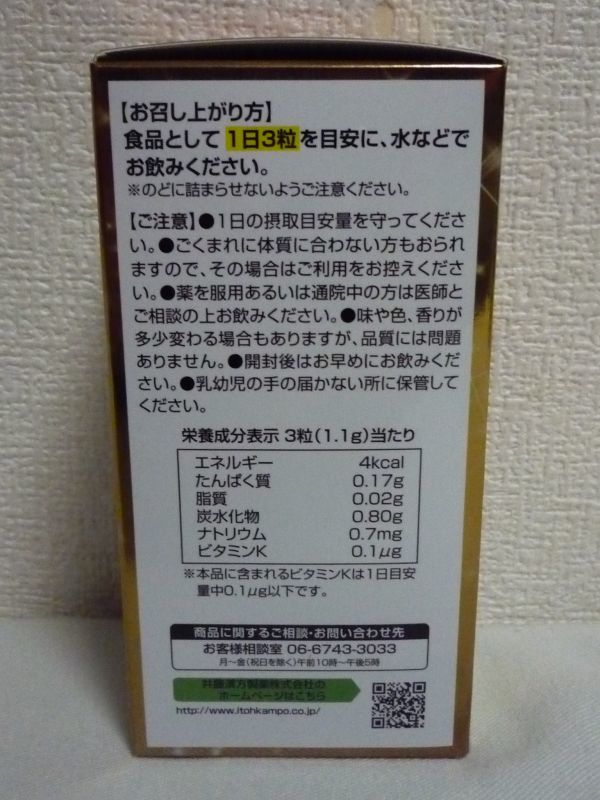 【お召し上がり方】
食品として 1日3粒 を目安に、水などで
お飲みください。
※のどに詰まらせないようご注意ください。
【ご注意】●1日の摂取目安量を守ってくださ
い。●ごくまれに体質に合わない方もおられ
ますので、その場合はご利用をお控えくださ
い。●薬を服用あるいは通院中の方は医師と
ご相談の上お飲みください。●味や色、香りが
多少変わる場合もありますが、品質には問題
ありません。●開封後はお早めにお飲みくださ
い。●乳幼児の手の届かない所に保管して
ください。
栄養成分表示 3粒(1.1g)当たり
エネルギー 4kcal
たんぱく質 0.17g
脂質 0.02g
炭水化物 0.80g
ナトリウム 0.7mg
ビタミンK 0.1μg
※本品に含まれるビタミンKは1日目安
量中0.1μg以下です。
商品に関するご相談・お問い合わせ先
お客様相談室 06-6743-3033
月〜金(祝日を除く)午前10時〜午後5時
井藤漢方製薬株式会社の
ホームページはこちら
http://www.itohkampo.co.jp/